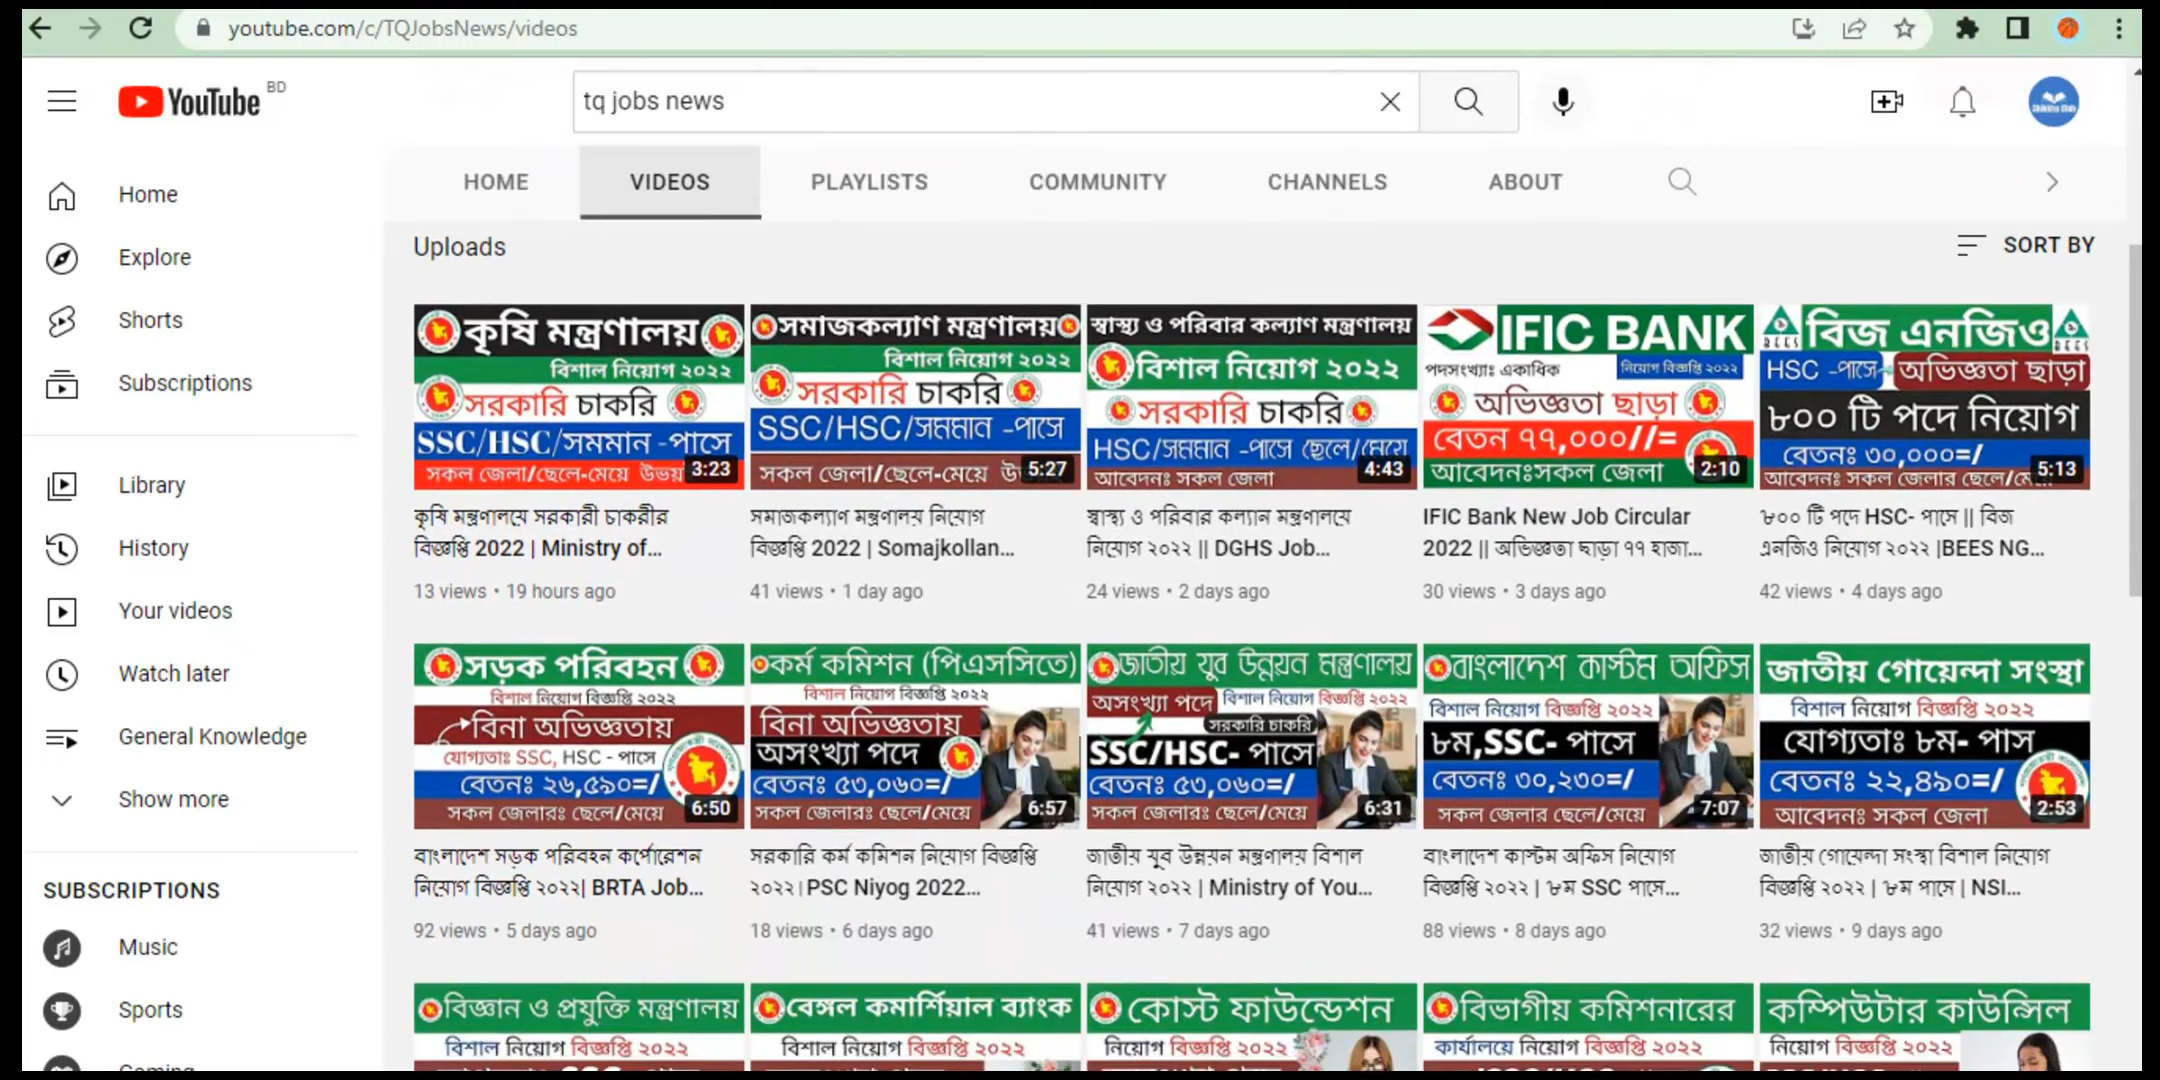 youtube.com/c/TQJobsNews/videos
YouTube BD
tq jobs news
HOME VIDEOS PLAYLISTS COMMUNITY CHANNELS ABOUT
Home
Explore
Shorts
Subscriptions
Library
History
Your videos
Watch later
General Knowledge
Show more
SUBSCRIPTIONS
Music
Sports
Gaming
Uploads
SORT BY
কৃষি মন্ত্রণালয়
বিশাল নিয়োগ ২০২২
সরকারি চাকরি
SSC/HSC/সমমান -পাসে
সকল জেলা/ছেলে-মেয়ে উভয়
3:23
কৃষি মন্ত্রণালয়ে সরকারী চাকরীর
বিজ্ঞপ্তি 2022 | Ministry of...
13 views • 19 hours ago
সমাজকল্যাণ মন্ত্রণালয়
বিশাল নিয়োগ ২০২২
সরকারি চাকরি
SSC/HSC/সমমান -পাসে
সকল জেলা/ছেলে-মেয়ে
5:27
সমাজকল্যাণ মন্ত্রণালয় নিয়োগ
বিজ্ঞপ্তি 2022 | Somajkollan...
41 views • 1 day ago
স্বাস্থ্য ও পরিবার কল্যাণ মন্ত্রণালয়
বিশাল নিয়োগ ২০২২
সরকারি চাকরি
HSC/সমমান -পাসে ছেলে/মেয়ে
আবেদনঃ সকল জেলা
4:43
স্বাস্থ্য ও পরিবার কল্যান মন্ত্রণালয়ে
নিয়োগ ২০২২ || DGHS Job...
24 views • 2 days ago
IFIC BANK
পদসংখ্যাঃ একাধিক নিয়োগ বিজ্ঞপ্তি ২০২২
অভিজ্ঞতা ছাড়া
বেতন ৭৭,০০০//=
আবেদনঃসকল জেলা
2:10
IFIC Bank New Job Circular
2022 || অভিজ্ঞতা ছাড়া ৭৭ হাজা...
30 views • 3 days ago
বিজ এনজিও
BEES
HSC -পাসে অভিজ্ঞতা ছাড়া
৮০০ টি পদে নিয়োগ
বেতনঃ ৩০,০০০=/
আবেদনঃ সকল জেলার
5:13
৮০০ টি পদে HSC- পাসে || বিজ
এনজিও নিয়োগ ২০২২ |BEES NG...
42 views • 4 days ago
সড়ক পরিবহন
বিশাল নিয়োগ বিজ্ঞপ্তি ২০২২
বিনা অভিজ্ঞতায়
যোগ্যতাঃ SSC, HSC - পাসে
বেতনঃ ২৬,৫৯০=/
সকল জেলারঃ ছেলে/মেয়ে
6:50
বাংলাদেশ সড়ক পরিবহন কর্পোরেশন
নিয়োগ বিজ্ঞপ্তি ২০২২| BRTA Job...
92 views • 5 days ago
কর্ম কমিশন (পিএসসিতে)
বিশাল নিয়োগ বিজ্ঞপ্তি ২০২২
বিনা অভিজ্ঞতায়
অসংখ্যা পদে
বেতনঃ ৫৩,০৬০=/
সকল জেলারঃ ছেলে/মেয়ে
6:57
সরকারি কর্ম কমিশন নিয়োগ বিজ্ঞপ্তি
২০২২। PSC Niyog 2022...
18 views • 6 days ago
জাতীয় যুব উন্নয়ন মন্ত্রণালয়
অসংখ্যা পদে বিশাল নিয়োগ বিজ্ঞপ্তি ২০২২
সরকারি চাকরি
SSC/HSC- পাসে
বেতনঃ ৫৩,০৬০=/
সকল জেলারঃ ছেলে/মেয়ে
6:31
জাতীয় যুব উন্নয়ন মন্ত্রণালয় বিশাল
নিয়োগ ২০২২ | Ministry of You...
41 views • 7 days ago
বাংলাদেশ কাস্টম অফিস
বিশাল নিয়োগ বিজ্ঞপ্তি ২০২২
৮ম,SSC- পাসে
বেতনঃ ৩০,২৩০=/
সকল জেলার ছেলে/মেয়ে
7:07
বাংলাদেশ কাস্টম অফিস নিয়োগ
বিজ্ঞপ্তি ২০২২ | ৮ম SSC পাসে...
88 views • 8 days ago
জাতীয় গোয়েন্দা সংস্থা
বিশাল নিয়োগ বিজ্ঞপ্তি ২০২২
যোগ্যতাঃ ৮ম- পাস
বেতনঃ ২২,৪৯০=/
আবেদনঃ সকল জেলা
2:53
জাতীয় গোয়েন্দা সংস্থা বিশাল নিয়োগ
বিজ্ঞপ্তি ২০২২ | ৮ম পাসে | NSI...
32 views • 9 days ago
বিজ্ঞান ও প্রযুক্তি মন্ত্রণালয়
বিশাল নিয়োগ বিজ্ঞপ্তি ২০২২
বেঙ্গল কমার্শিয়াল ব্যাংক
বিশাল নিয়োগ বিজ্ঞপ্তি ২০২২
কোস্ট ফাউন্ডেশন
নিয়োগ বিজ্ঞপ্তি ২০২২
বিভাগীয় কমিশনারের
কার্যালয়ে নিয়োগ বিজ্ঞপ্তি ২০২২
কম্পিউটার কাউন্সিল
নিয়োগ বিজ্ঞপ্তি ২০২২